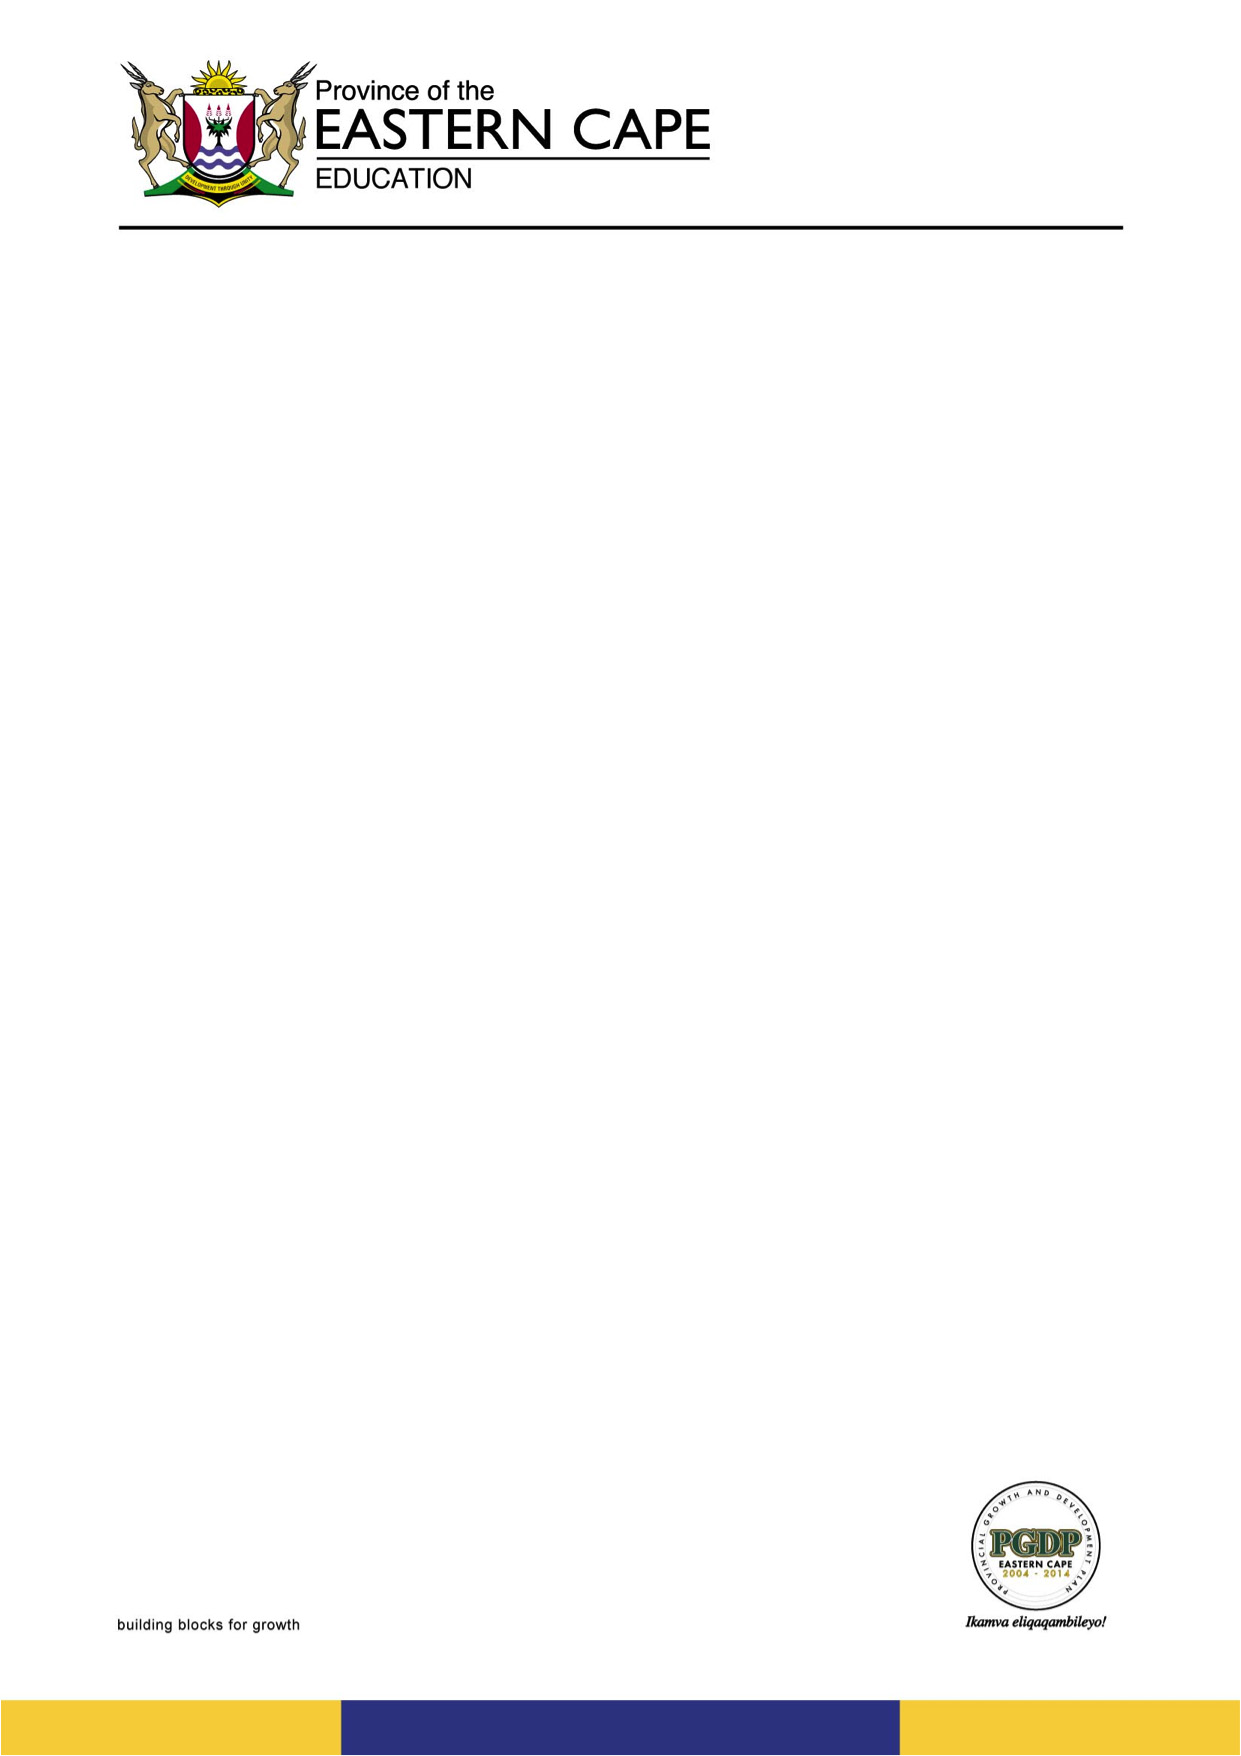 Province of the
EASTERN CAPE
EDUCATION
DEVELOPMENT THROUGH UNITY
PROVINCIAL GROWTH AND DEVELOPMENT PLAN
PGDP
EASTERN CAPE
2004 - 2014
Ikamva eliqaqambileyo!
building blocks for growth